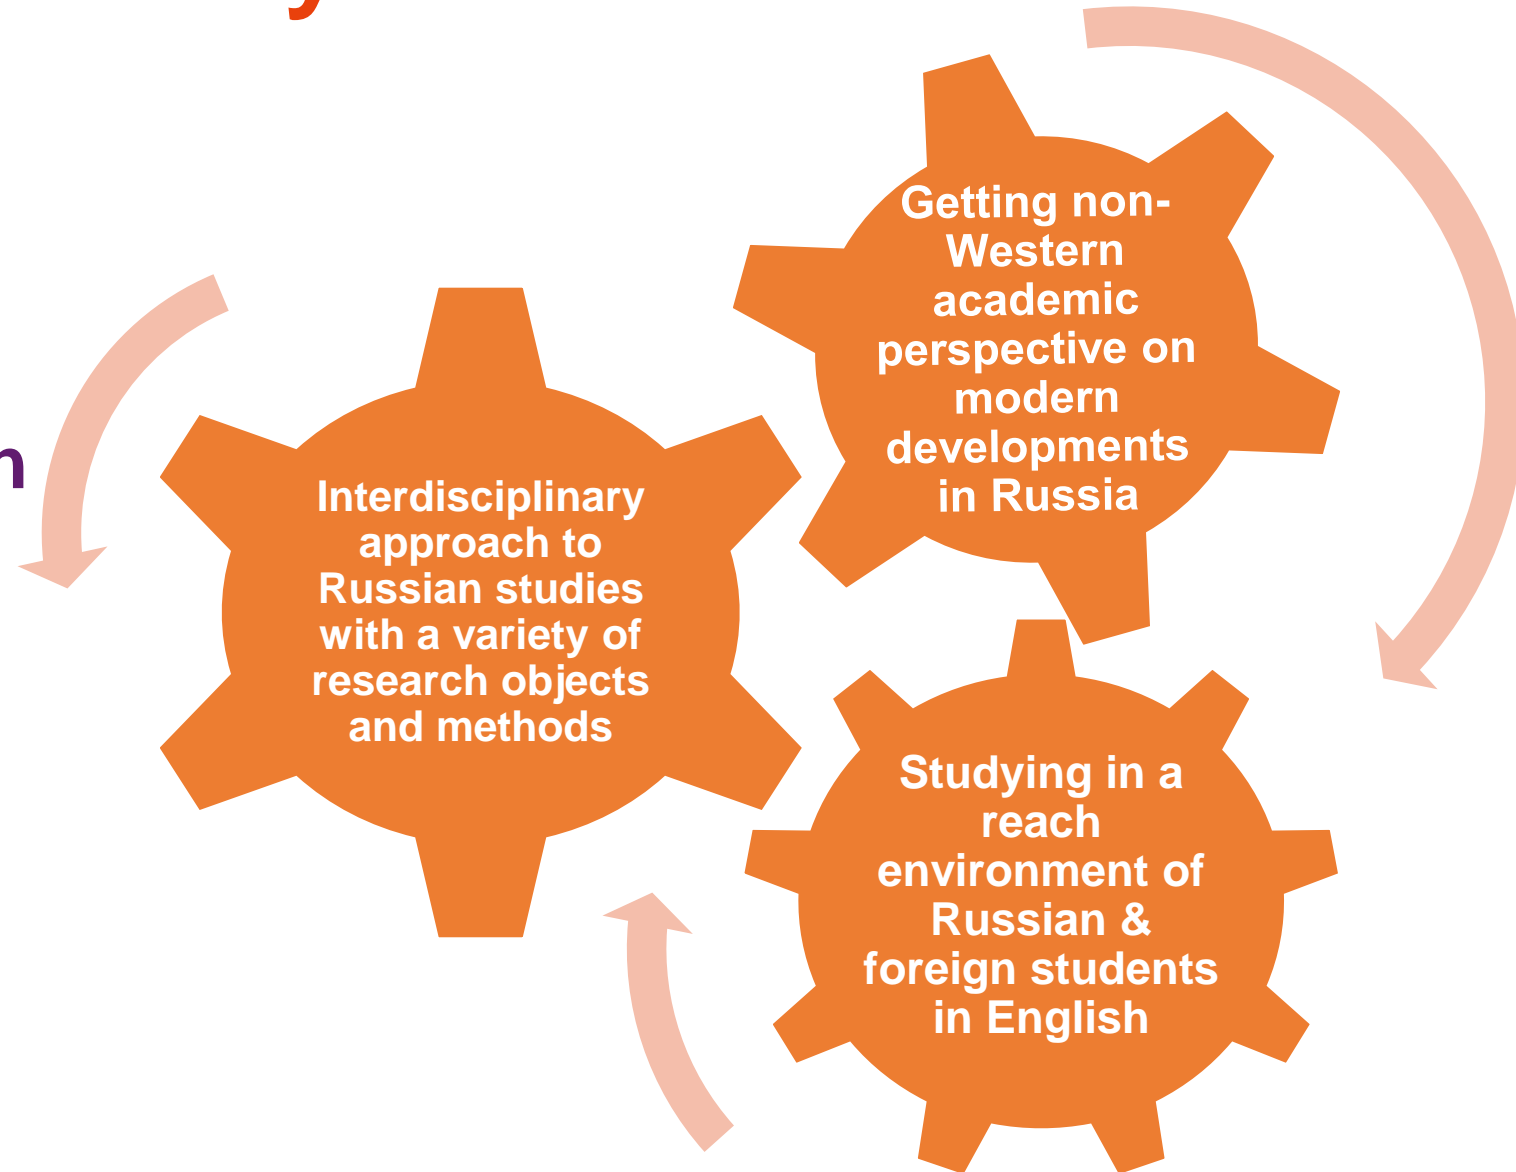 y
n
Getting non-
Western
academic
perspective on
modern
developments
in Russia
Interdisciplinary
approach to
Russian studies
with a variety of
research objects
and methods
Studying in a
reach
environment of
Russian &
foreign students
in English